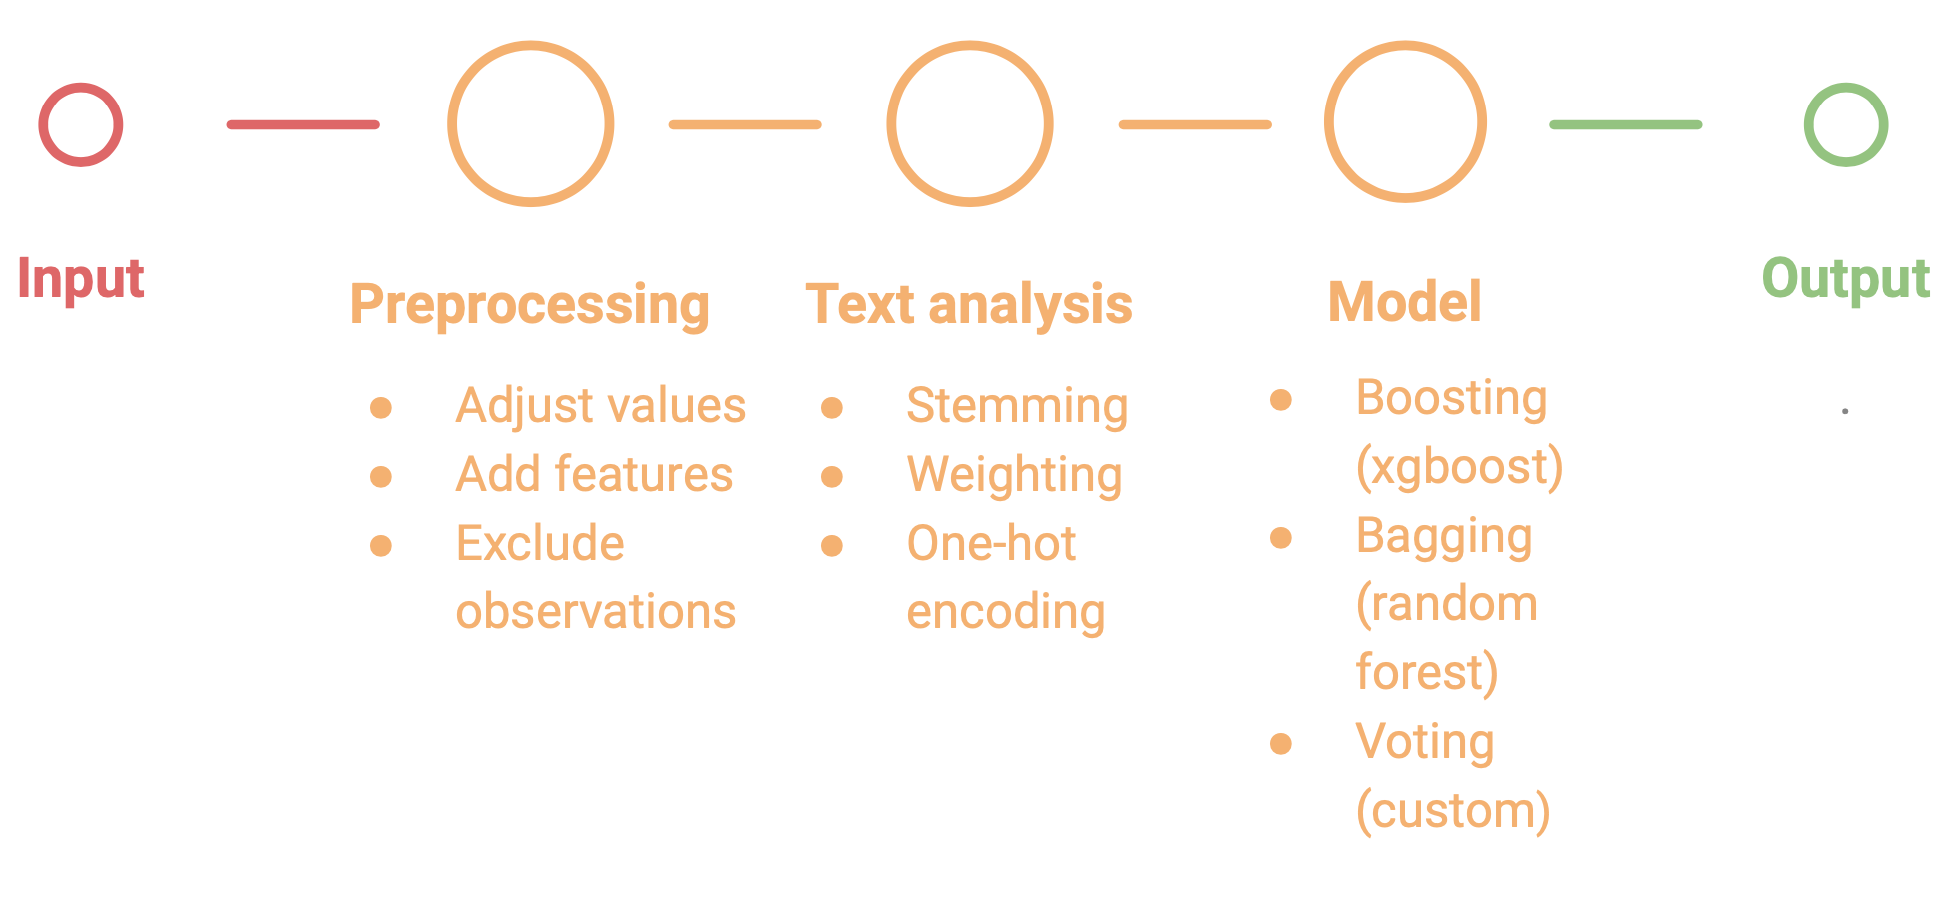 Input
Preprocessing
● Adjust values
● Add features
● Exclude
observations
Text analysis
● Stemming
● Weighting
● One-hot
encoding
Model
● Boosting
(xgboost)
● Bagging
(random
forest)
● Voting
(custom)
Output
.